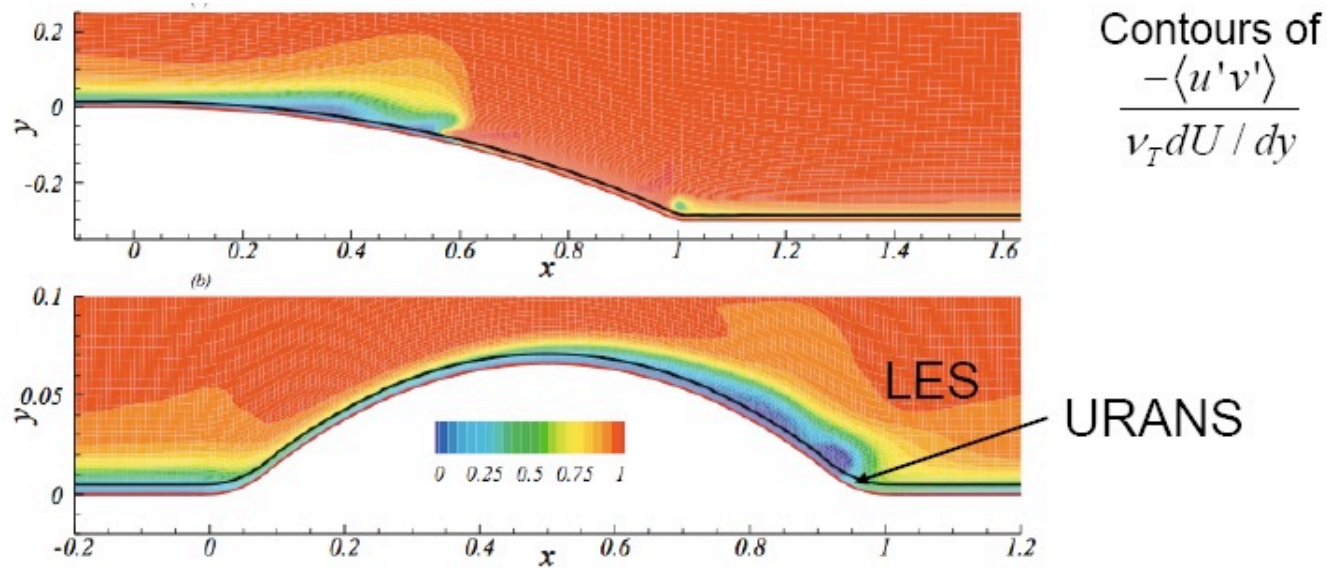 0.2
0
-0.2
y
0 0.2 0.4 0.6 0.8 1 1.2 1.4 1.6
x
Contours of
-⟨u'v'⟩
ν_T dU / dy
(b)
0.1
0.05
0
y
0 0.25 0.5 0.75 1
LES
URANS
-0.2 0 0.2 0.4 0.6 0.8 1 1.2
x